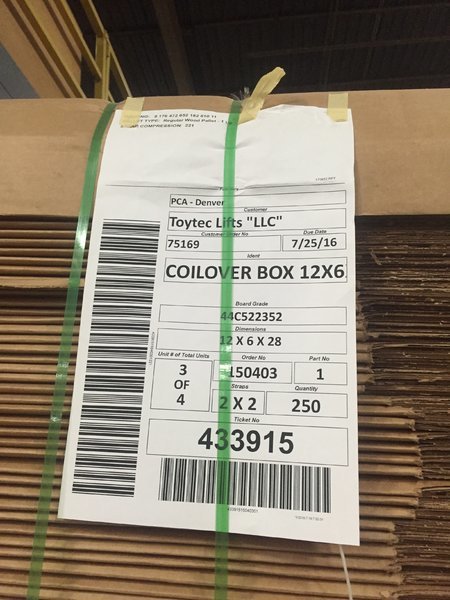 PCA - Denver
Customer
Toytec Lifts "LLC"
Customer Order No
Due Date
75169
7/25/16
Ident
COILOVER BOX 12X6
Board Grade
44C522352
Dimensions
12 X 6 X 28
Unit # of Total Units
Order No
Part No
3
OF
4
150403
1
Straps
Quantity
2 X 2
250
Ticket No
433915